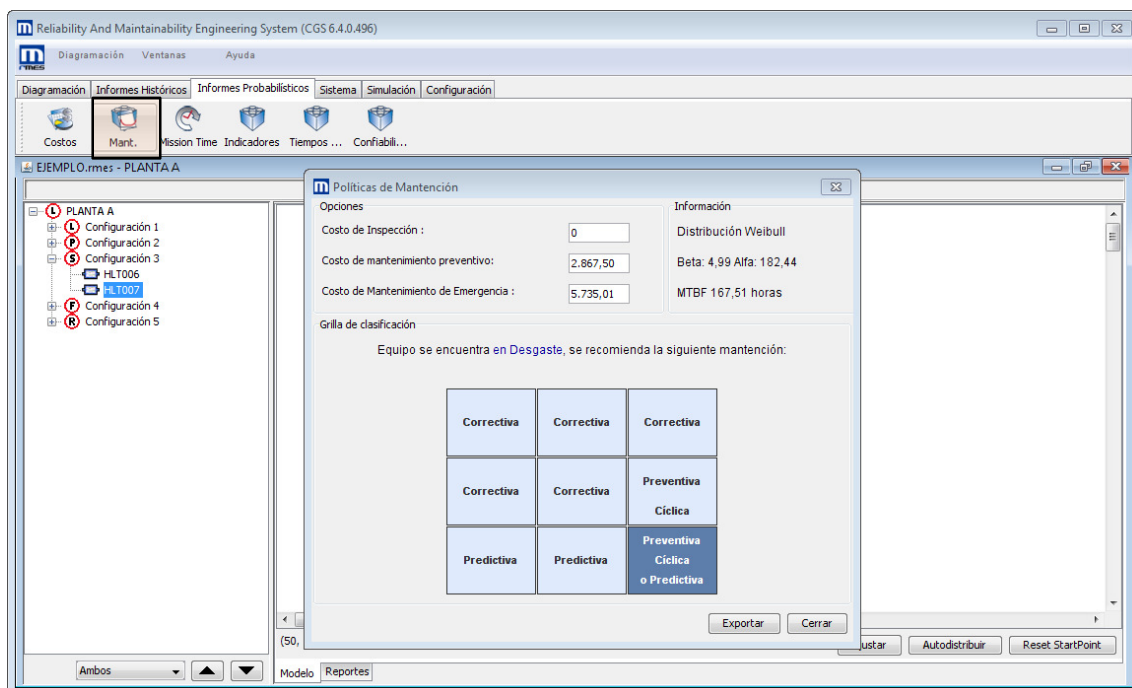 Reliability And Maintainability Engineering System (CGS 6.4.0.496)
rmes
Diagramación Ventanas Ayuda
Diagramación Informes Históricos Informes Probabilísticos Sistema Simulación Configuración
Costos Mant. Mission Time Indicadores Tiempos ... Confiabili...
EJEMPLO.rmes - PLANTA A
L PLANTA A
L Configuración 1
P Configuración 2
S Configuración 3
HLT006
HLT007
F Configuración 4
R Configuración 5
Políticas de Mantención
Opciones
Costo de Inspección : 0
Costo de mantenimiento preventivo: 2.867,50
Costo de Mantenimiento de Emergencia : 5.735,01
Información
Distribución Weibull
Beta: 4,99 Alfa: 182,44
MTBF 167,51 horas
Grilla de clasificación
Equipo se encuentra en Desgaste, se recomienda la siguiente mantención:
Correctiva Correctiva Correctiva
Correctiva Correctiva Preventiva
Cíclica
Predictiva Predictiva Preventiva
Cíclica
o Predictiva
Exportar Cerrar
(50, ustar Autodistribuir Reset StartPoint
Ambos Modelo Reportes